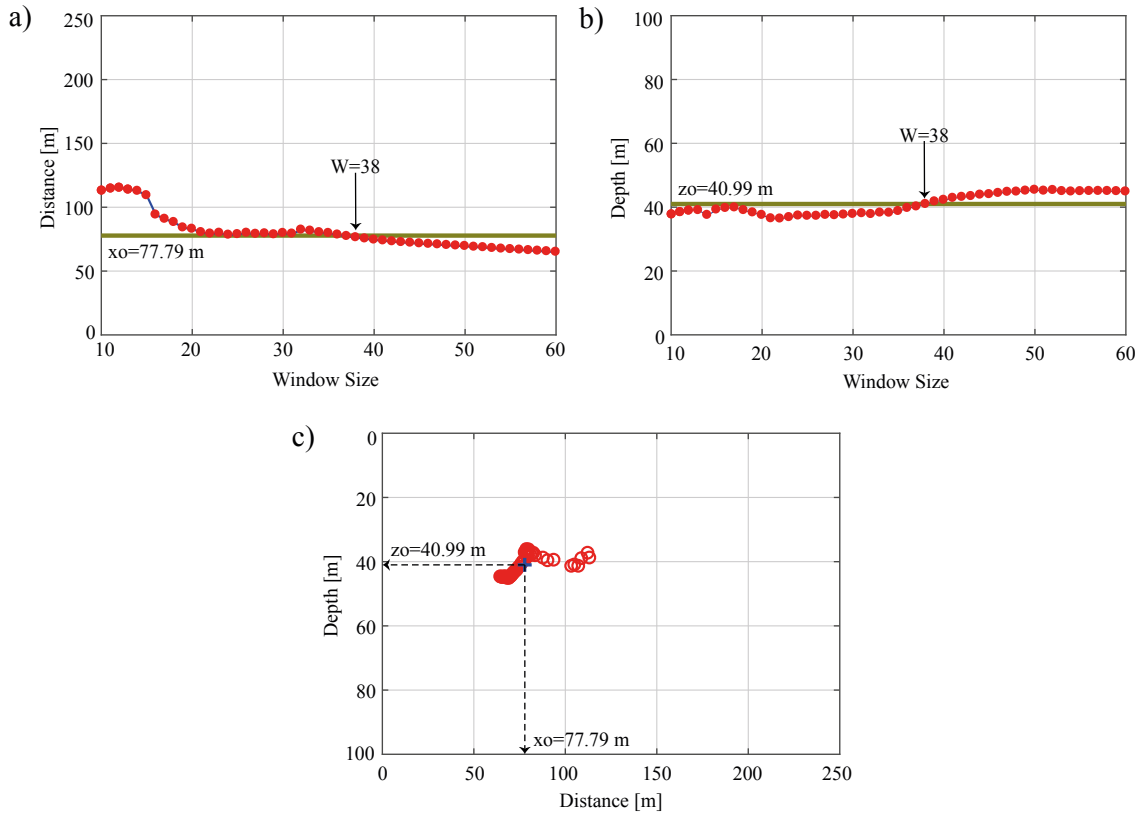 a)
250
200
150
100
50
0
Distance [m]
W=38
xo=77.79 m
10 20 30 40 50 60
Window Size
b)
100
80
60
40
20
0
Depth [m]
W=38
zo=40.99 m
10 20 30 40 50 60
Window Size
c)
0
20
40
60
80
100
Depth [m]
zo=40.99 m
xo=77.79 m
0 50 100 150 200 250
Distance [m]